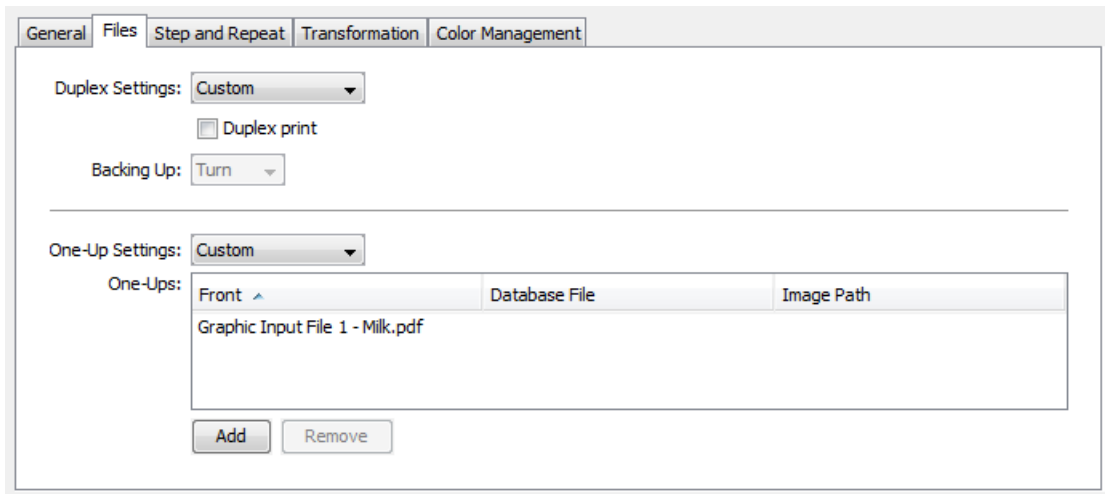 General Files Step and Repeat Transformation Color Management
Duplex Settings: Custom
Duplex print
Backing Up: Turn
One-Up Settings: Custom
One-Ups:
Front Database File Image Path
Graphic Input File 1 - Milk.pdf
Add Remove